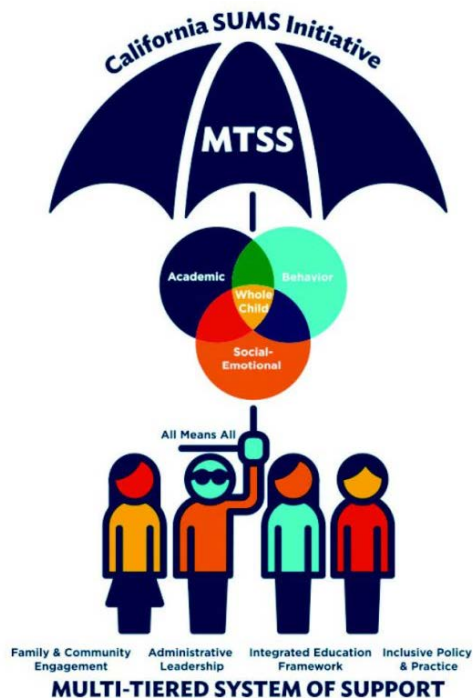 California SUMS Initiative
MTSS
Academic
Behavior
Whole
Child
Social-
Emotional
All Means All
Family & Community
Engagement
Administrative
Leadership
Integrated Education
Framework
Inclusive Policy
& Practice
MULTI-TIERED SYSTEM OF SUPPORT